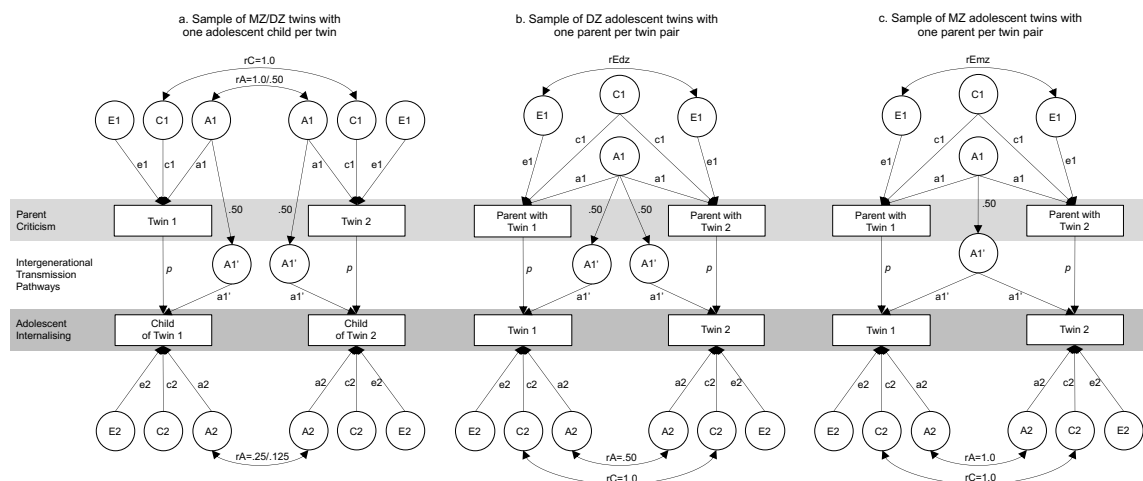 a. Sample of MZ/DZ twins with
one adolescent child per twin
b. Sample of DZ adolescent twins with
one parent per twin pair
c. Sample of MZ adolescent twins with
one parent per twin pair
rC=1.0
rA=1.0/.50
rEdz
rEmz
E1 C1 A1 A1 C1 E1
E1 C1 E1
E1 C1 E1
A1
A1
e1 c1 a1 a1 c1 e1
e1 c1 c1 e1
a1 a1
e1 c1 c1 e1
a1 a1
.50 .50
.50 .50
.50
Parent
Criticism
Twin 1
Twin 2
Parent with
Twin 1
Parent with
Twin 2
Parent with
Twin 1
Parent with
Twin 2
Intergenerational
Transmission
Pathways
p A1' A1' p
p A1' A1' p
p A1' p
a1' a1'
a1' a1'
a1' a1'
Adolescent
Internalising
Child
of Twin 1
Child
of Twin 2
Twin 1
Twin 2
Twin 1
Twin 2
e2 c2 a2 a2 c2 e2
e2 c2 a2 a2 c2 e2
e2 c2 a2 a2 c2 e2
E2 C2 A2 A2 C2 E2
E2 C2 A2 A2 C2 E2
E2 C2 A2 A2 C2 E2
rA=.25/.125
rA=.50
rA=1.0
rC=1.0
rC=1.0